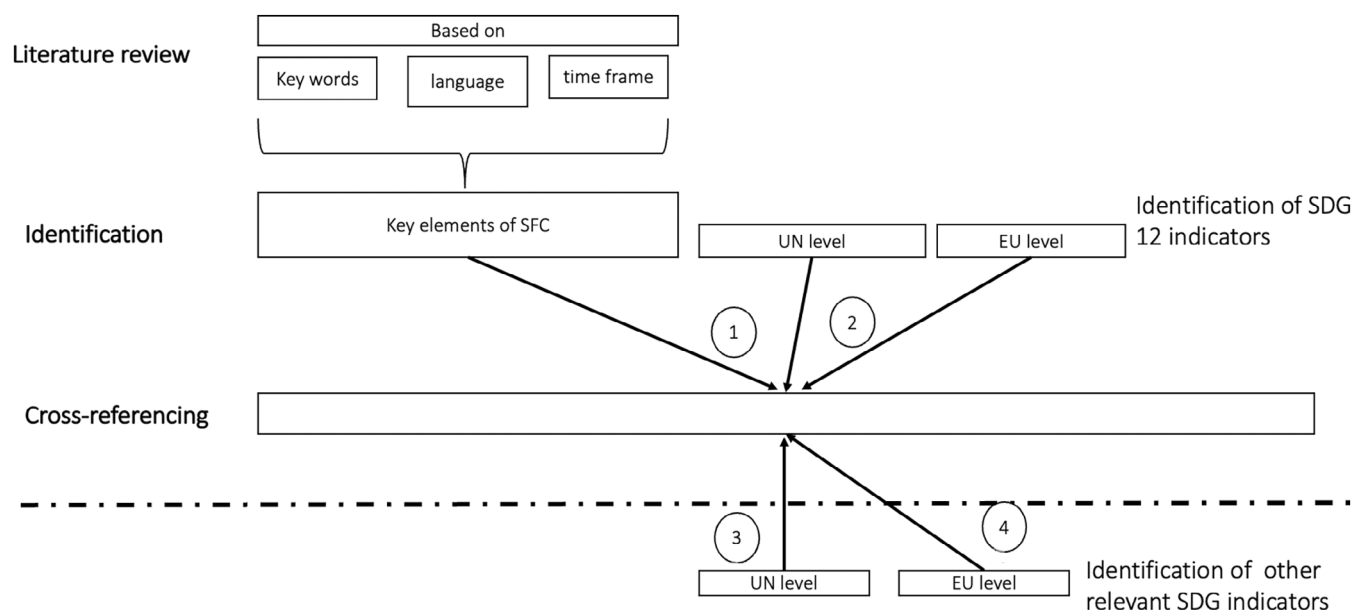 Literature review
Based on
Key words
language
time frame
Identification
Key elements of SFC
UN level
EU level
Identification of SDG
12 indicators
1
2
Cross-referencing
3
4
UN level
EU level
Identification of other
relevant SDG indicators